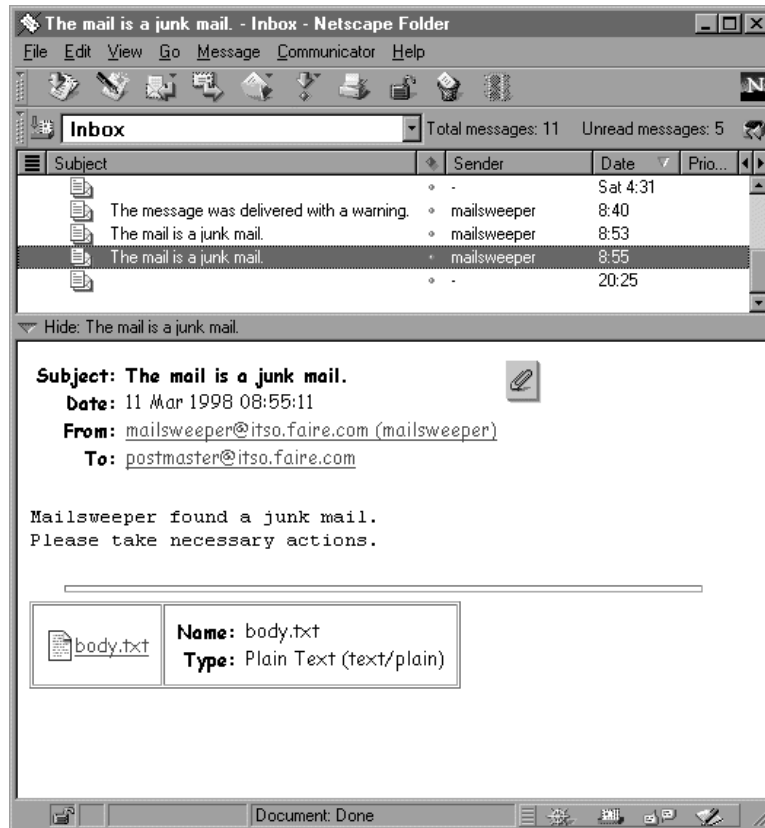 The mail is a junk mail. - Inbox - Netscape Folder
File Edit View Go Message Communicator Help
N
Inbox Total messages: 11 Unread messages: 5
Subject Sender Date Prio...
- Sat 4:31
The message was delivered with a warning. mailsweeper 8:40
The mail is a junk mail. mailsweeper 8:53
The mail is a junk mail. mailsweeper 8:55
- 20:25
Hide: The mail is a junk mail.
Subject: The mail is a junk mail.
Date: 11 Mar 1998 08:55:11
From: mailsweeper@itso.faire.com (mailsweeper)
To: postmaster@itso.faire.com
Mailsweeper found a junk mail.
Please take necessary actions.
body.txt
Name: body.txt
Type: Plain Text (text/plain)
Document: Done